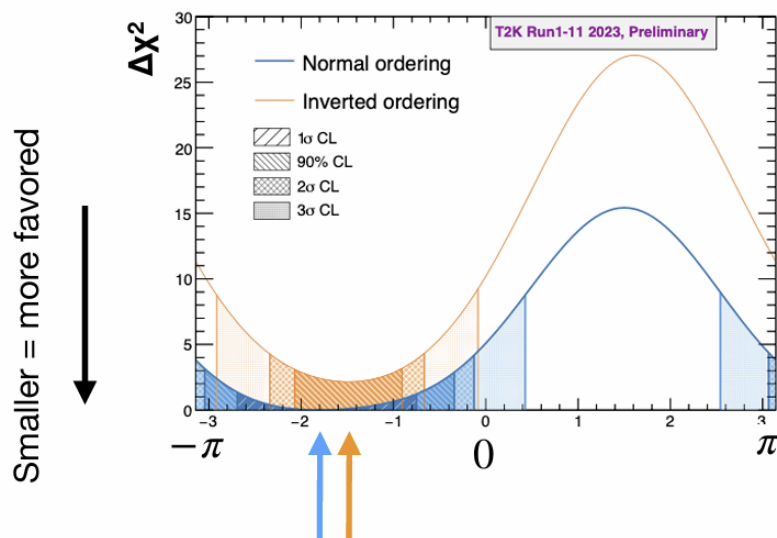 Smaller = more favored
Δχ²
T2K Run1-11 2023, Preliminary
Normal ordering
Inverted ordering
1σ CL
90% CL
2σ CL
3σ CL
30
25
20
15
10
5
0
−3 −2 −1 0 1 2 3
−π 0 π